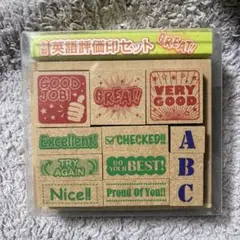 英語評価印セット
GREAT!
GOOD JOB!
GREAT!
VERY GOOD
Excellent!!
CHECKED!!
A
TRY AGAIN
DO YOUR BEST!
B
Nice!!
Proud Of You!!
C